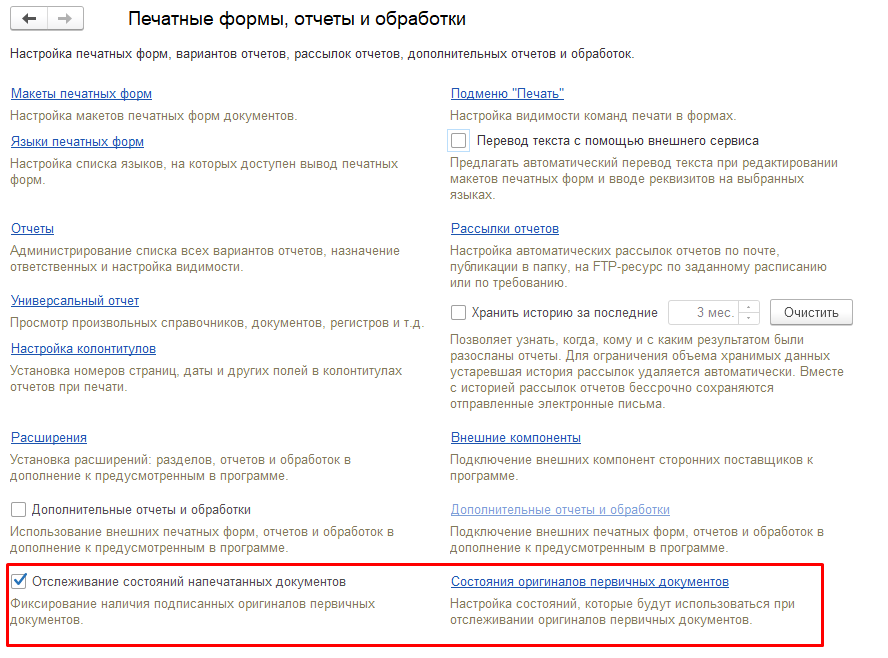 Печатные формы, отчеты и обработки
Настройка печатных форм, вариантов отчетов, рассылок отчетов, дополнительных отчетов и обработок.
Макеты печатных форм
Настройка макетов печатных форм документов.
Языки печатных форм
Настройка списка языков, на которых доступен вывод печатных
форм.
Подменю "Печать"
Настройка видимости команд печати в формах.
Перевод текста с помощью внешнего сервиса
Предлагать автоматический перевод текста при редактировании
макетов печатных форм и вводе реквизитов на выбранных
языках.
Отчеты
Администрирование списка всех вариантов отчетов, назначение
ответственных и настройка видимости.
Универсальный отчет
Просмотр произвольных справочников, документов, регистров и т.д.
Настройка колонтитулов
Установка номеров страниц, даты и других полей в колонтитулах
отчетов при печати.
Рассылки отчетов
Настройка автоматических рассылок отчетов по почте,
публикации в папку, на FTP-ресурс по заданному расписанию
или по требованию.
Хранить историю за последние 3 мес. Очистить
Позволяет узнать, когда, кому и с каким результатом были
разосланы отчеты. Для ограничения объема хранимых данных
устаревшая история рассылок удаляется автоматически. Вместе
с историей рассылок отчетов бессрочно сохраняются
отправленные электронные письма.
Расширения
Установка расширений: разделов, отчетов и обработок в
дополнение к предусмотренным в программе.
Внешние компоненты
Подключение внешних компонент сторонних поставщиков к
программе.
Дополнительные отчеты и обработки
Использование внешних печатных форм, отчетов и обработок в
дополнение к предусмотренным в программе.
Дополнительные отчеты и обработки
Подключение внешних печатных форм, отчетов и обработок в
дополнение к предусмотренным в программе.
Отслеживание состояний напечатанных документов
Фиксирование наличия подписанных оригиналов первичных
документов.
Состояния оригиналов первичных документов
Настройка состояний, которые будут использоваться при
отслеживании оригиналов первичных документов.